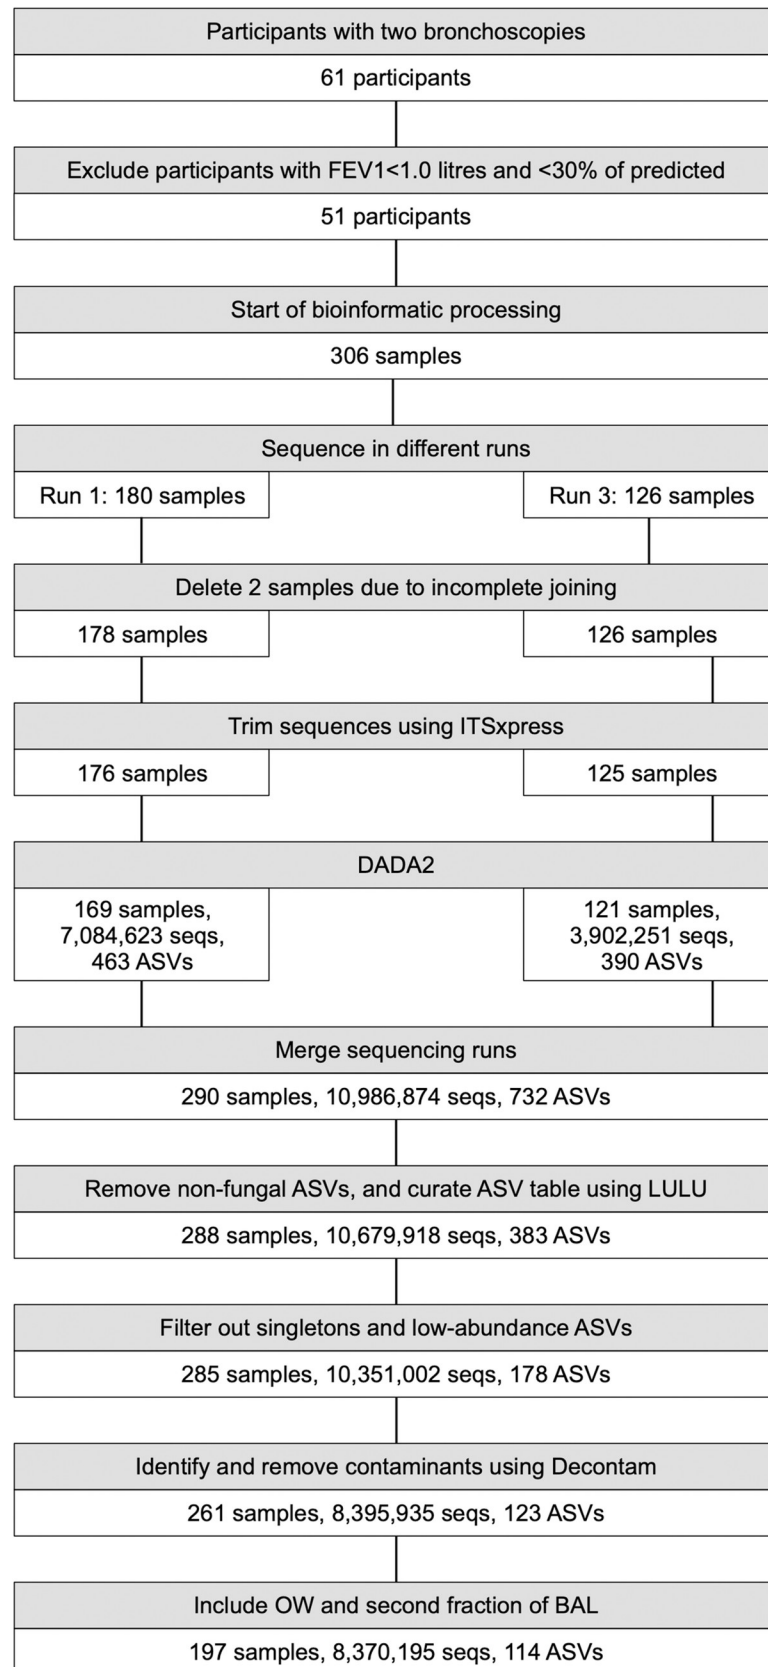 Participants with two bronchoscopies
61 participants
Exclude participants with FEV1<1.0 litres and <30% of predicted
51 participants
Start of bioinformatic processing
306 samples
Sequence in different runs
Run 1: 180 samples
Run 3: 126 samples
Delete 2 samples due to incomplete joining
178 samples
126 samples
Trim sequences using ITSxpress
176 samples
125 samples
DADA2
169 samples,
7,084,623 seqs,
463 ASVs
121 samples,
3,902,251 seqs,
390 ASVs
Merge sequencing runs
290 samples, 10,986,874 seqs, 732 ASVs
Remove non-fungal ASVs, and curate ASV table using LULU
288 samples, 10,679,918 seqs, 383 ASVs
Filter out singletons and low-abundance ASVs
285 samples, 10,351,002 seqs, 178 ASVs
Identify and remove contaminants using Decontam
261 samples, 8,395,935 seqs, 123 ASVs
Include OW and second fraction of BAL
197 samples, 8,370,195 seqs, 114 ASVs